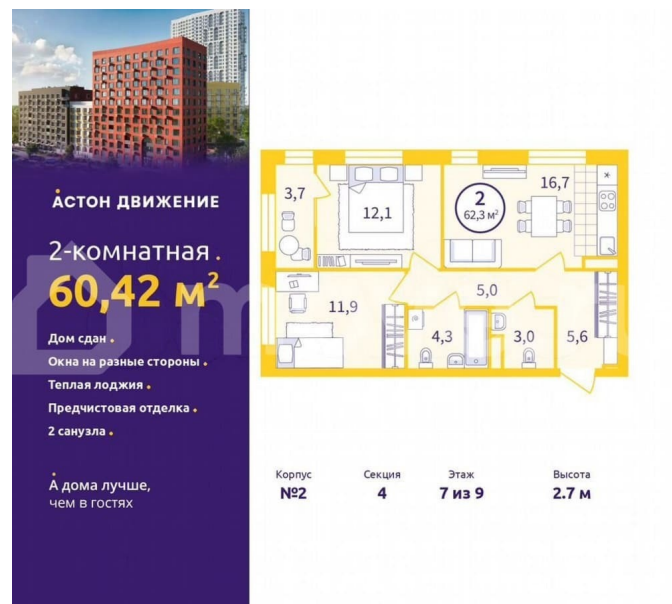 АСТОН ДВИЖЕНИЕ
2-комнатная.
60,42 м²
Дом сдан.
Окна на разные стороны.
Теплая лоджия.
Предчистовая отделка.
2 санузла.
А дома лучше,
чем в гостях
3,7
12,1
2
62,3 м²
16,7
*
11,9
5,0
4,3
3,0
5,6
Корпус Секция Этаж Высота
№2 4 7 из 9 2.7 м